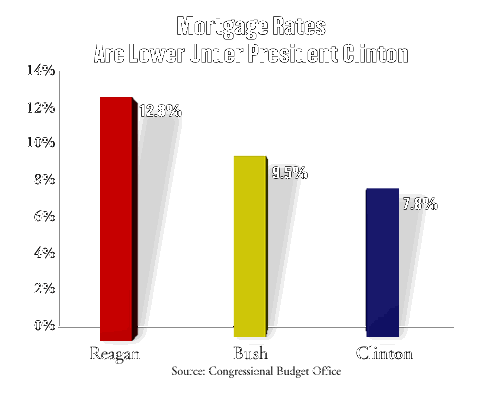 Mortgage Rates
Are Lower Under President Clinton
14%
12%
10%
8%
6%
4%
2%
0%
12.8%
9.5%
7.8%
Reagan
Bush
Clinton
Source: Congressional Budget Office